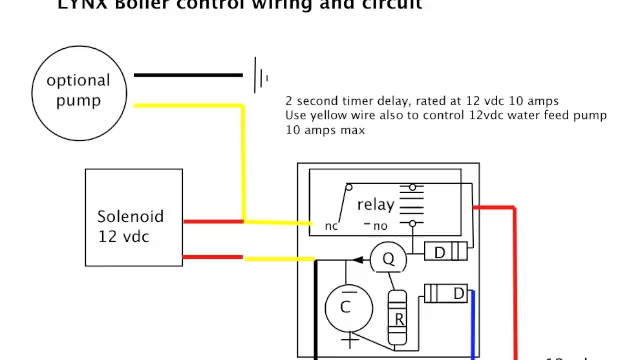 LYNX Boiler control wiring and circuit
optional
pump
2 second timer delay, rated at 12 vdc 10 amps
Use yellow wire also to control 12vdc water feed pump
10 amps max
relay
nc
no
Solenoid
12 vdc
Q
D
D
C
R